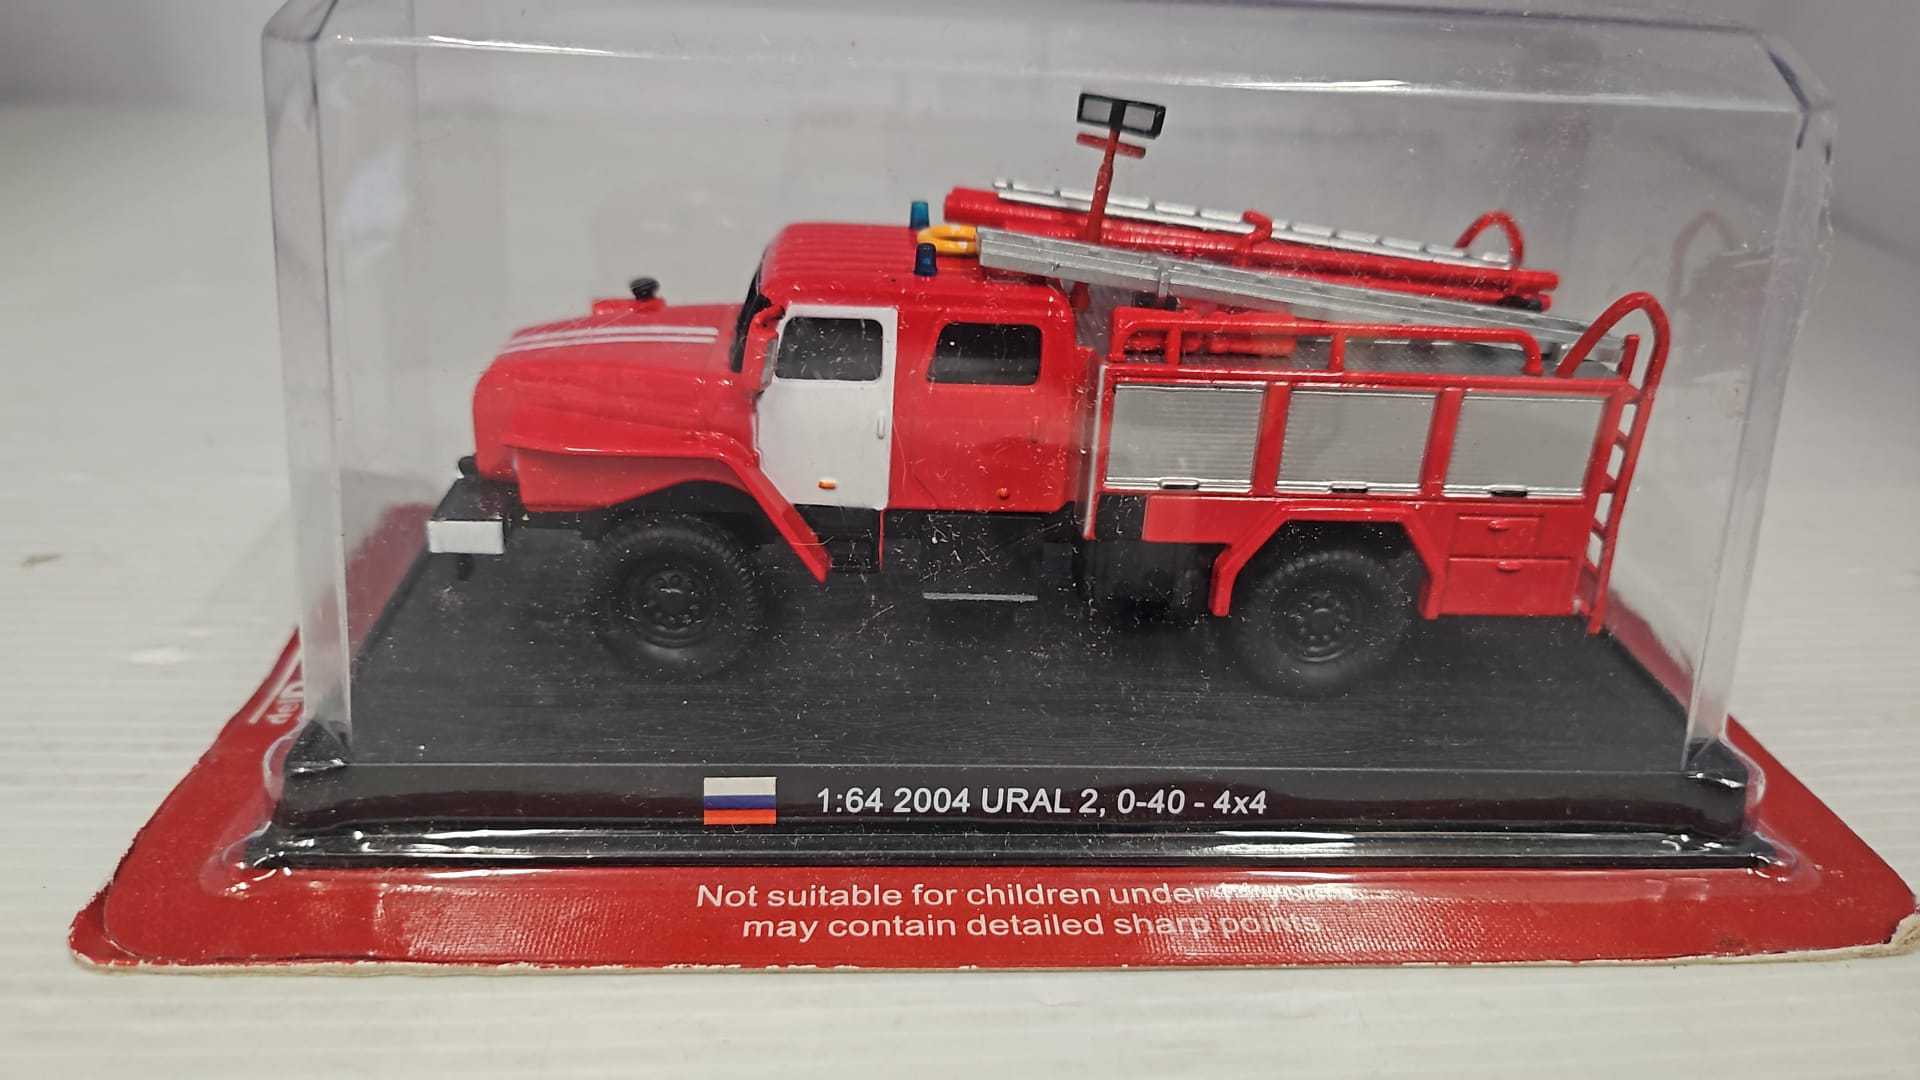 1:64 2004 URAL 2, 0-40 - 4x4
Not suitable for children under
may contain detailed sharp points